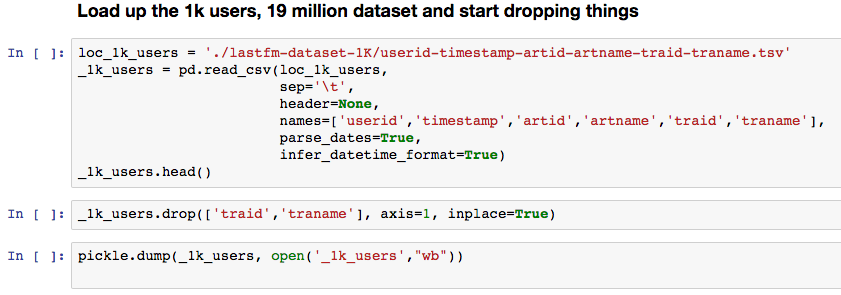 Load up the 1k users, 19 million dataset and start dropping things
In [ ]: loc_1k_users = './lastfm-dataset-1K/userid-timestamp-artid-artname-traid-traname.tsv'
_1k_users = pd.read_csv(loc_1k_users,
sep='\t',
header=None,
names=['userid','timestamp','artid','artname','traid','traname'],
parse_dates=True,
infer_datetime_format=True)
_1k_users.head()
In [ ]: _1k_users.drop(['traid','traname'], axis=1, inplace=True)
In [ ]: pickle.dump(_1k_users, open('_1k_users',"wb"))